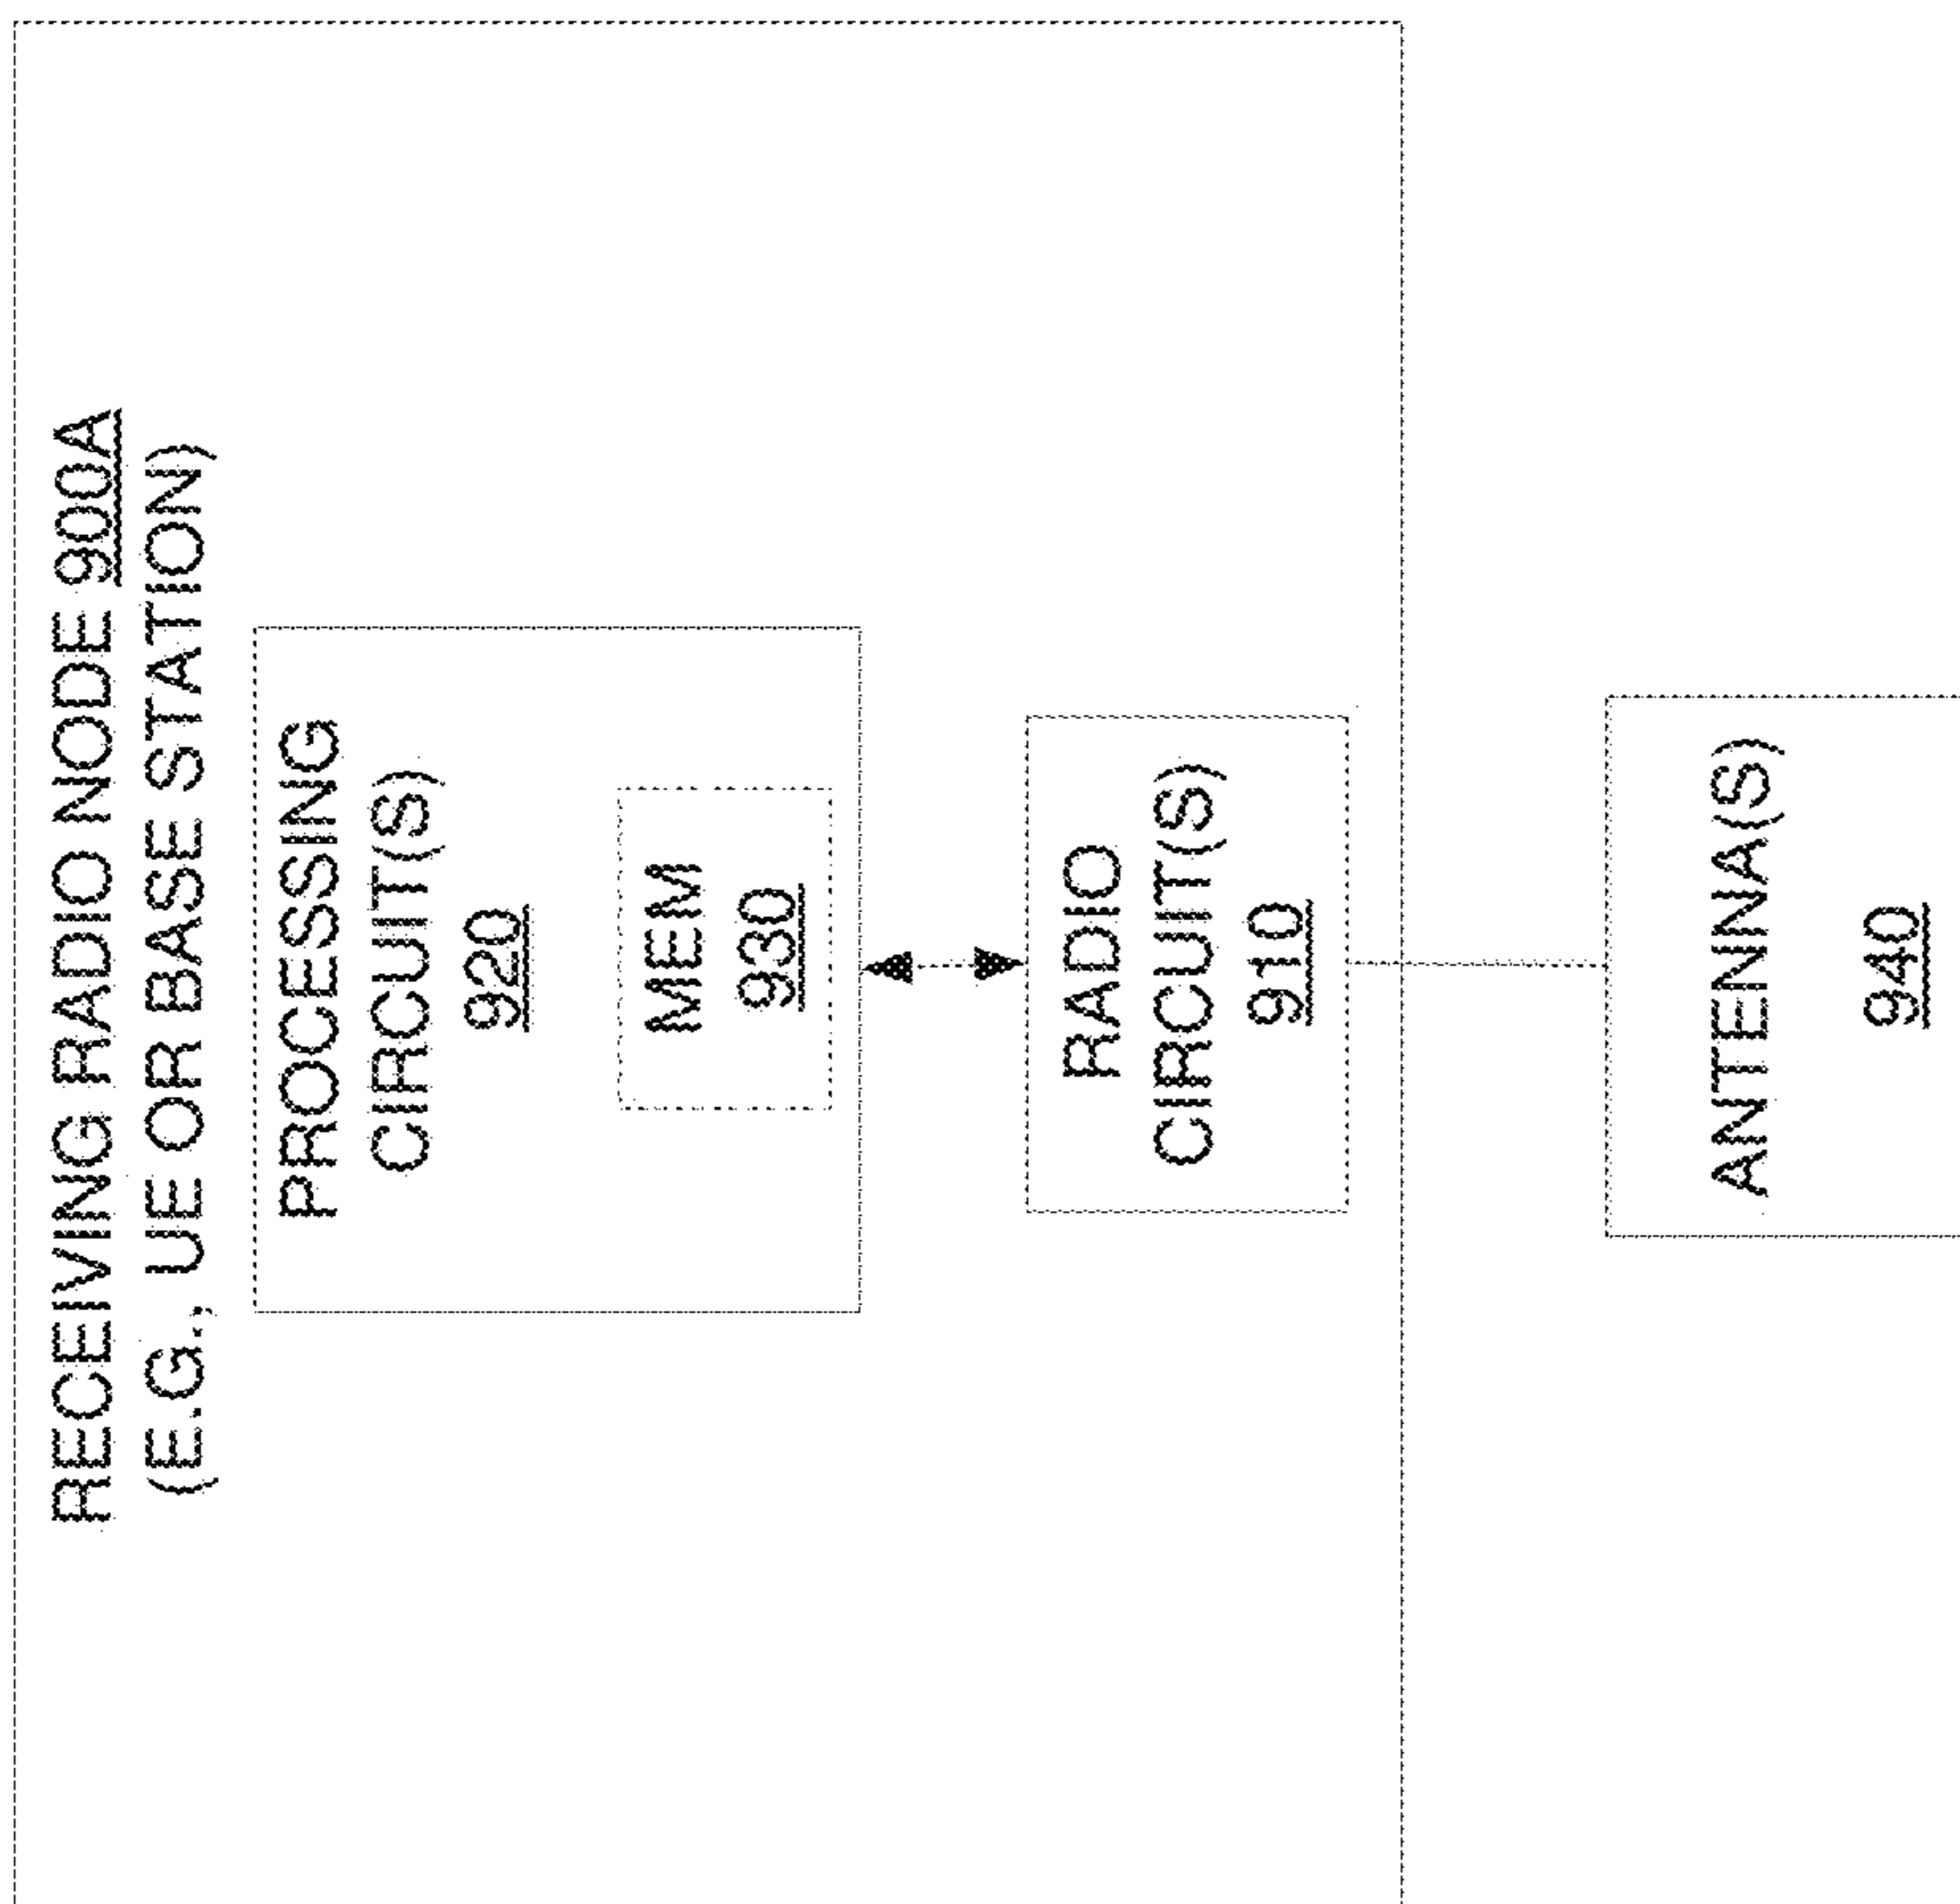 RECEIVING RADIO NODE 900A
(E.G., UE OR BASE STATION)
PROCESSING
CIRCUIT(S)
920
MEM
930
RADIO
CIRCUIT(S)
910
ANTENNA(S)
940